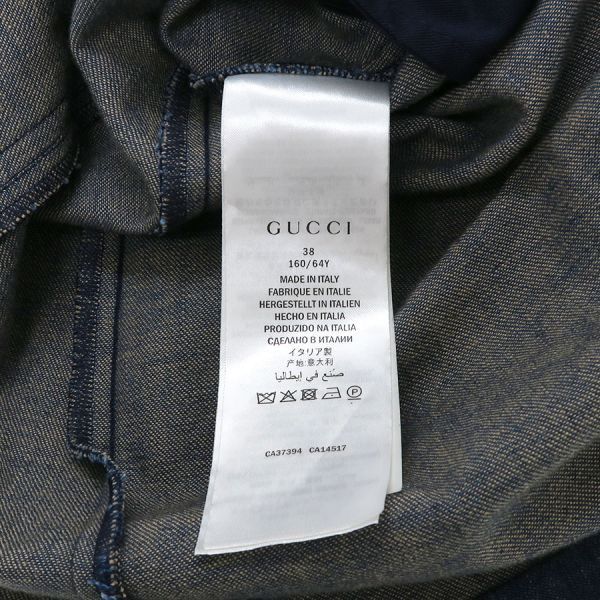 GUCCI
38
160/64Y
MADE IN ITALY
FABRIQUE EN ITALIE
HERGESTELLT IN ITALIEN
HECHO EN ITALIA
PRODUZIDO NA ITALIA
СДЕЛАНО В ИТАЛИИ
イタリア製
产地:意大利
صنع في إيطاليا
P
CA37394 CA14517